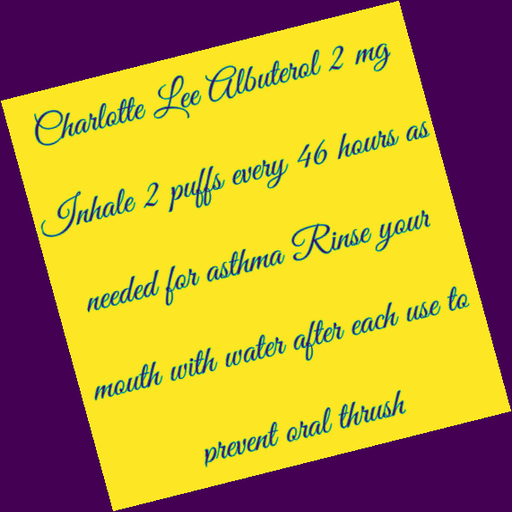 Charlotte Lee Albuterol 2 mg
Inhale 2 puffs every 46 hours as
needed for asthma Rinse your
mouth with water after each use to
prevent oral thrush